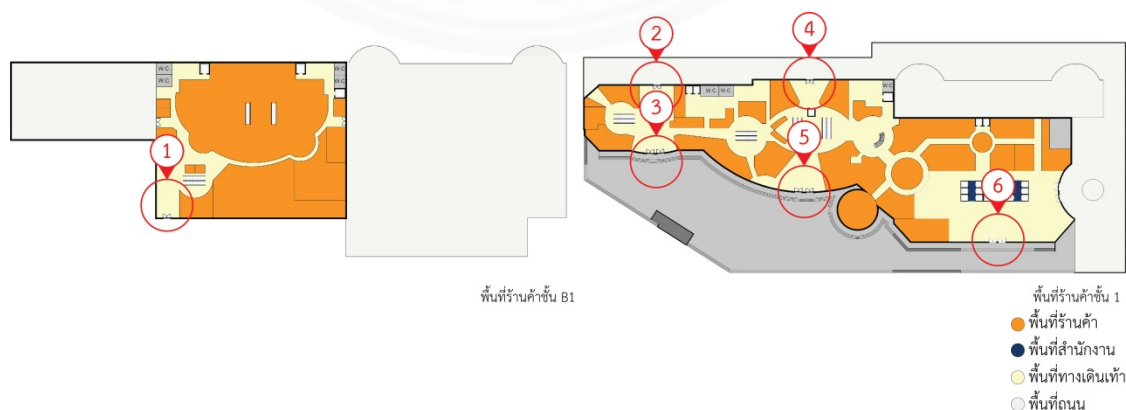 2
4
W.C.
W.C.
W.C.
W.C.
W.C.
W.C.
W.C.
3
1
5
6
พื้นที่ร้านค้าชั้น B1
พื้นที่ร้านค้าชั้น 1
พื้นที่ร้านค้า
พื้นที่สำนักงาน
พื้นที่ทางเดินเท้า
พื้นที่ถนน